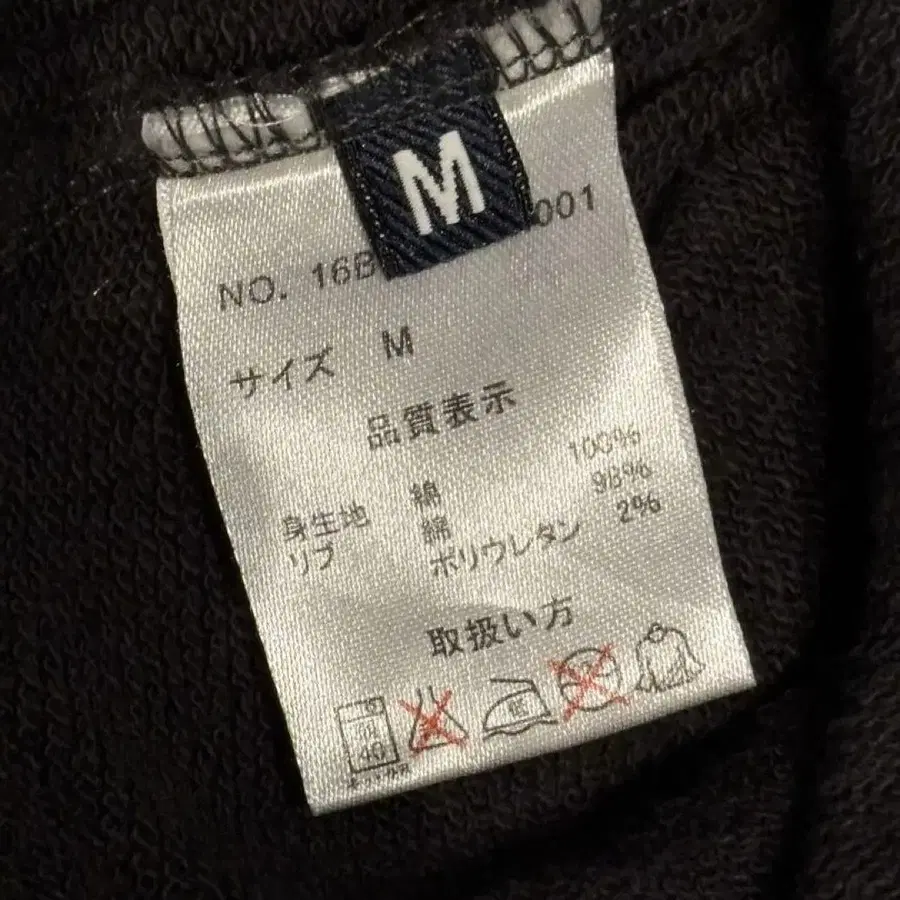 M
NO. 16B 001
サイズ M
品質表示
身生地 綿 100%
リブ 綿 98%
ポリウレタン 2%
取扱い方
40